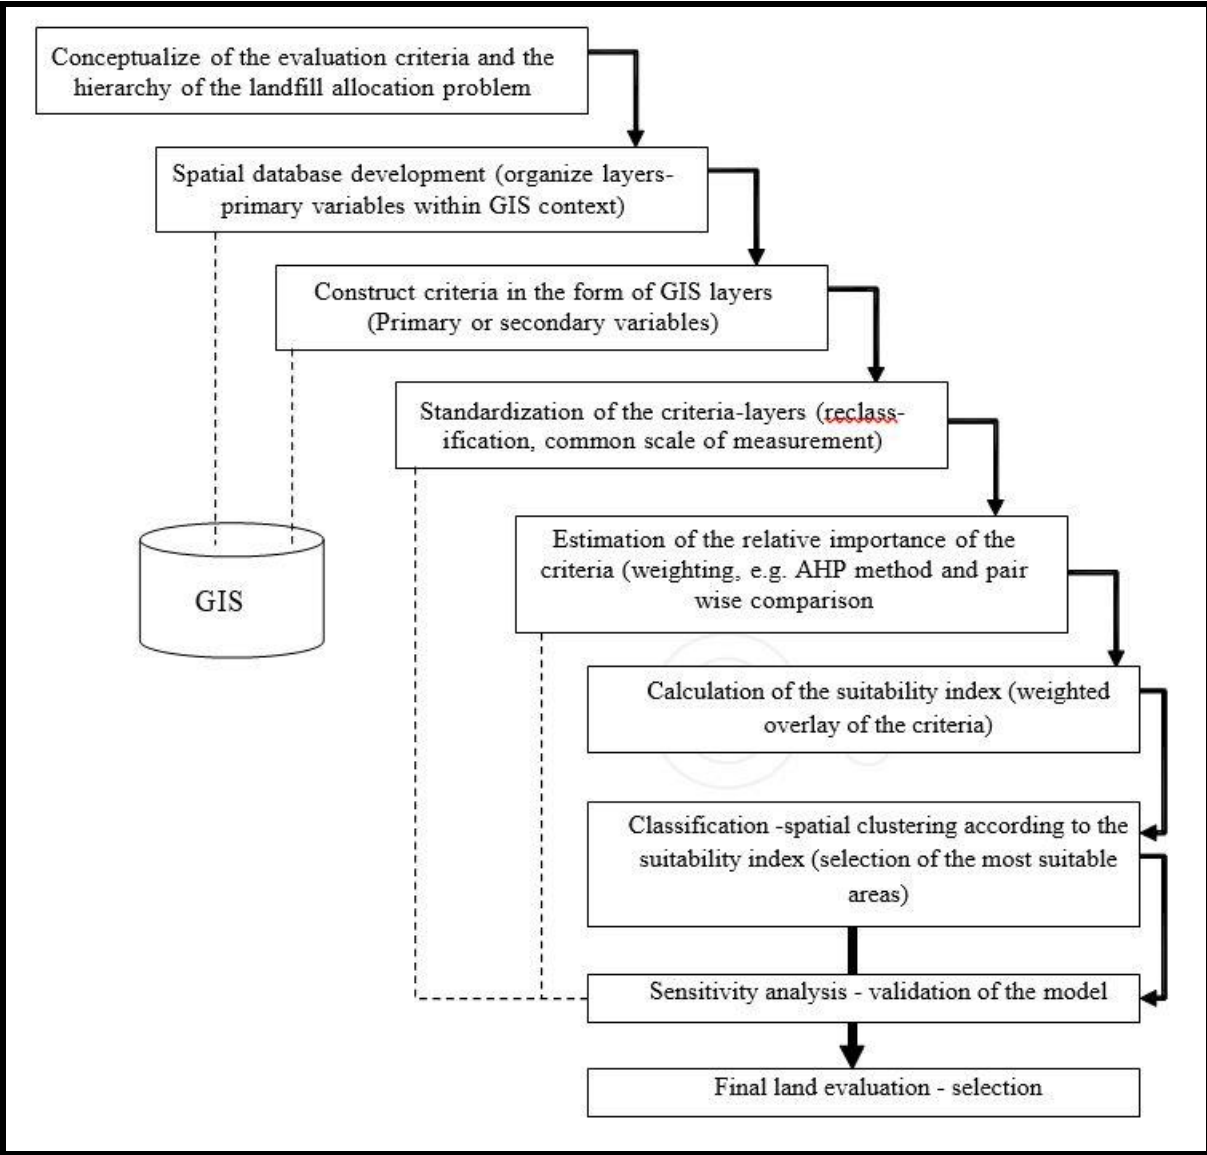 Conceptualize of the evaluation criteria and the
hierarchy of the landfill allocation problem
Spatial database development (organize layers-
primary variables within GIS context)
Construct criteria in the form of GIS layers
(Primary or secondary variables)
Standardization of the criteria-layers (reclass-
ification, common scale of measurement)
Estimation of the relative importance of the
criteria (weighting, e.g. AHP method and pair
wise comparison
GIS
Calculation of the suitability index (weighted
overlay of the criteria)
Classification -spatial clustering according to the
suitability index (selection of the most suitable
areas)
Sensitivity analysis - validation of the model
Final land evaluation - selection